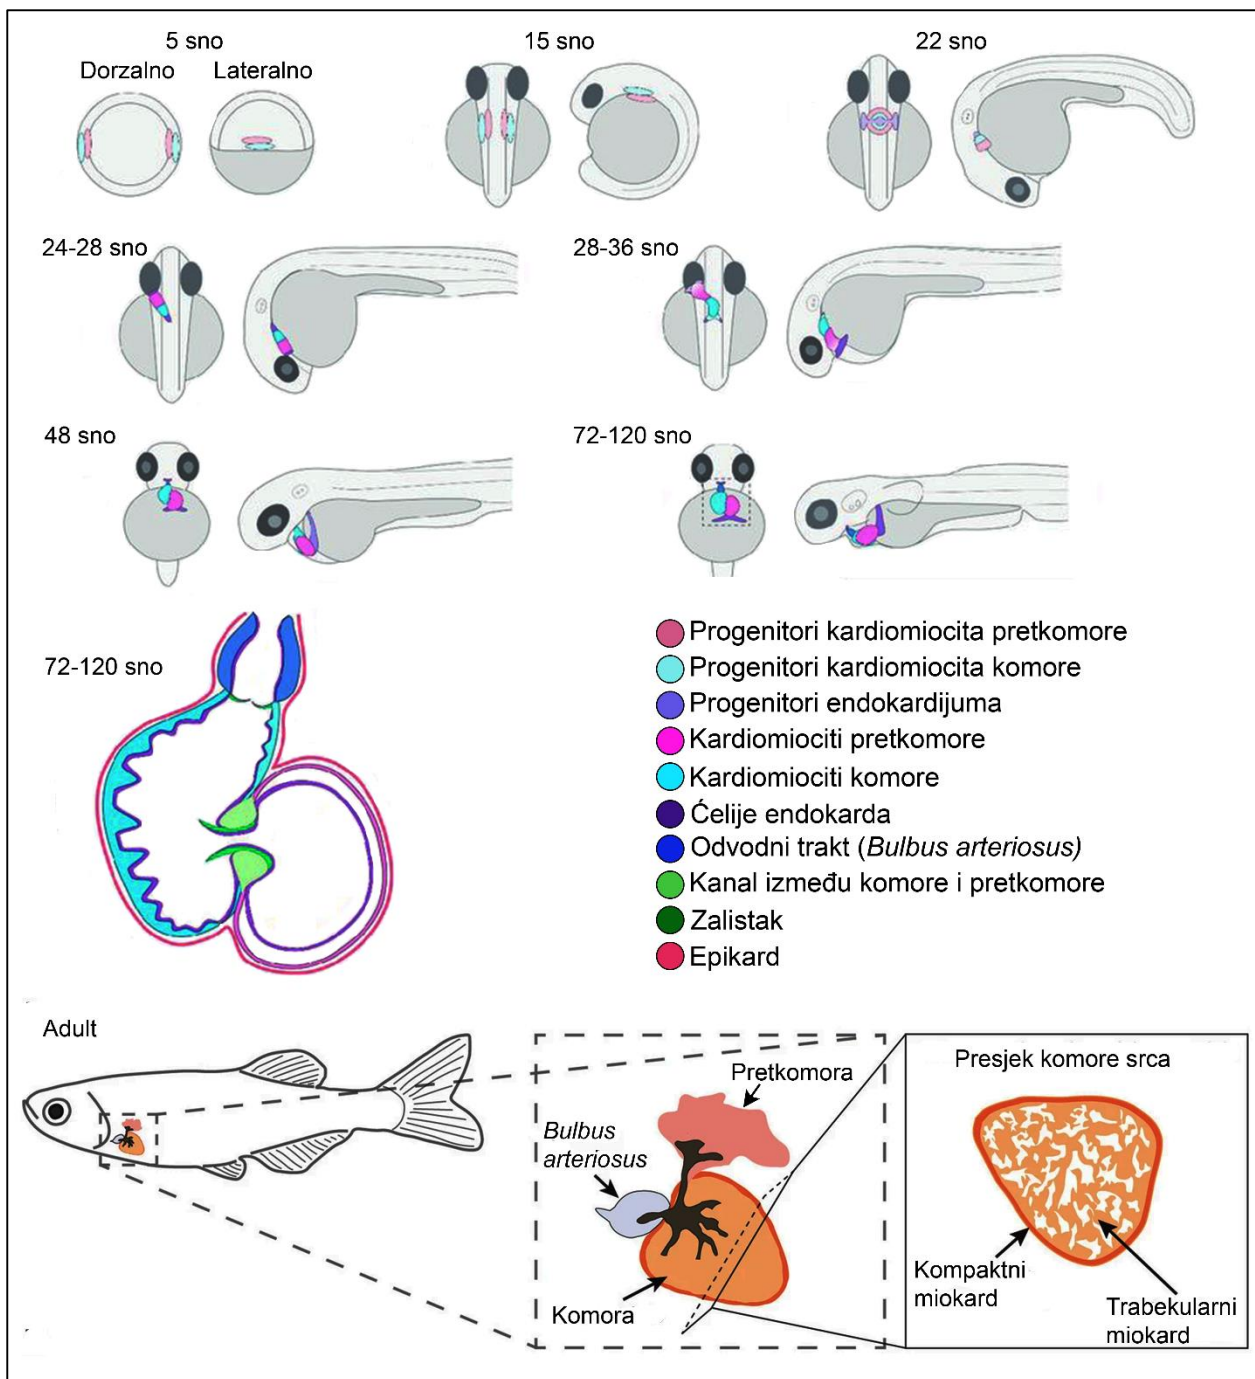 5 sno
Dorzalno
Lateralno
15 sno
22 sno
24-28 sno
28-36 sno
48 sno
72-120 sno
72-120 sno
Progenitori kardiomiocita pretkomore
Progenitori kardiomiocita komore
Progenitori endokardijuma
Kardiomiociti pretkomore
Kardiomiociti komore
Ćelije endokarda
Odvodni trakt (Bulbus arteriosus)
Kanal između komore i pretkomore
Zalistak
Epikard
Adult
Pretkomora
Bulbus
arteriosus
Komora
Presjek komore srca
Kompaktni
miokard
Trabekularni
miokard